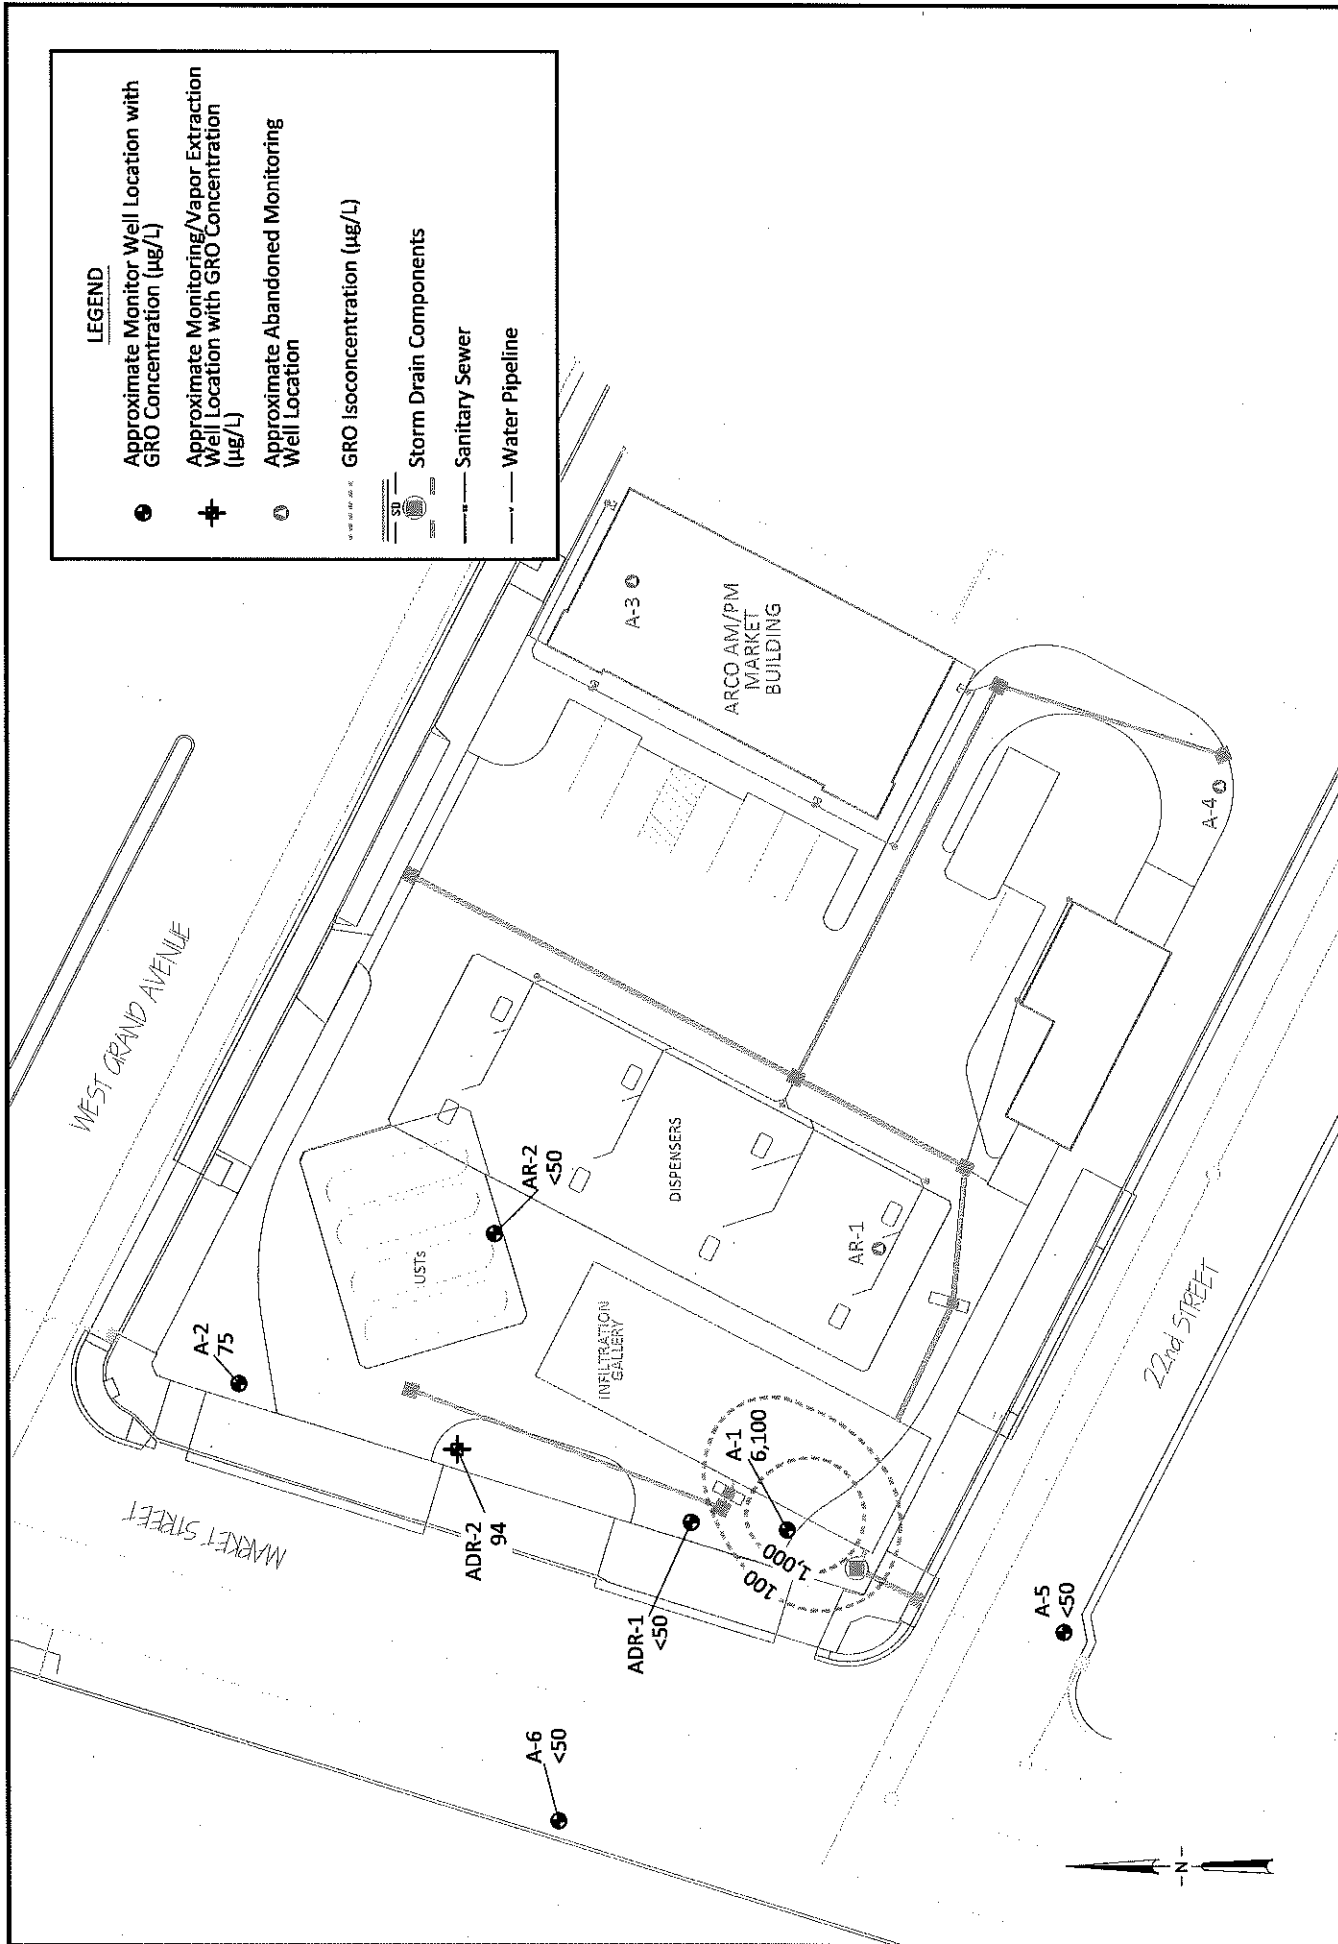 LEGEND
Approximate Monitor Well Location with
GRO Concentration (µg/L)
Approximate Monitoring/Vapor Extraction
Well Location with GRO Concentration
(µg/L)
Approximate Abandoned Monitoring
Well Location
GRO Isoconcentration (µg/L)
SD
Storm Drain Components
Sanitary Sewer
Water Pipeline
WEST GRAND AVENUE
MARKET STREET
22nd STREET
A-3
ARCO AM/PM
MARKET
BUILDING
A-4
A-2
75
USTs
AR-2
<50
DISPENSERS
INFILTRATION
GALLERY
AR-1
ADR-2
94
ADR-1
<50
A-1
6,100
1,000
100
A-6
<50
A-5
<50
N